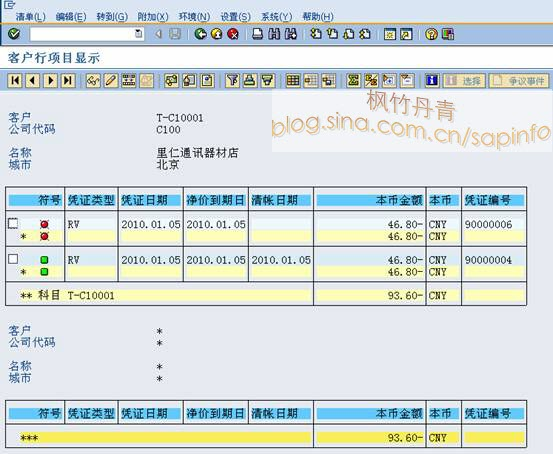 清单(L) 编辑(E) 转到(G) 附加(X) 环境(N) 设置(S) 系统(Y) 帮助(H)
客户行项目显示
选择 争议事件
枫竹丹青
blog.sina.com.cn/sapinfo
客户 T-C10001
公司代码 C100
名称 里仁通讯器材店
城市 北京
符号 凭证类型 凭证日期 净价到期日 清帐日期 本币金额 本币 凭证编号
RV 2010.01.05 2010.01.05 46.80- CNY 90000006
* 46.80- CNY
RV 2010.01.05 2010.01.05 2010.01.05 46.80- CNY 90000004
* 46.80- CNY
** 科目 T-C10001 93.60- CNY
客户 *
公司代码 *
名称 *
城市 *
符号 凭证类型 凭证日期 净价到期日 清帐日期 本币金额 本币 凭证编号
*** 93.60- CNY